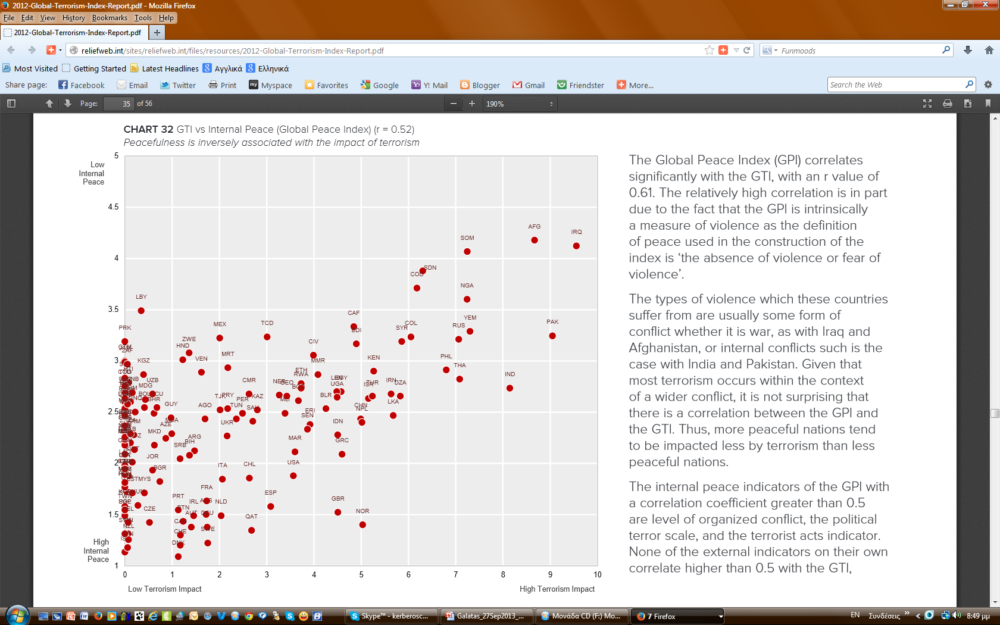 2012-Global-Terrorism-Index-Report.pdf - Mozilla Firefox
File Edit View History Bookmarks Tools Help
2012-Global-Terrorism-Index-Report.pdf
reliefweb.int/sites/reliefweb.int/files/resources/2012-Global-Terrorism-Index-Report.pdf
Funmoods
Most Visited Getting Started Latest Headlines Αγγλικά Ελληνικά
Share page: Facebook Email Twitter Print Myspace Favorites Google Y! Mail Blogger Gmail Friendster More...
Search the Web
Page: 35 of 56
190%
CHART 32 GTI vs Internal Peace (Global Peace Index) (r = 0.52)
Peacefulness is inversely associated with the impact of terrorism
Low
Internal
Peace
5
4.5
4
3.5
3
2.5
2
1.5
1
High
Internal
Peace
AFG
IRQ
SOM
SDN
NGA
LBY
CAF
YEM
PAK
COL
RUS
SYR
PRK
MEX
TCD
BDI
ZWE
HND
CIV
MRT
VEN
KGZ
MMR
KEN
PHL
THA
IND
UZB
MDG
CMR
ETH
RWA
UGA
TUR
IRN
DZA
ISR
BHR
GUY
AGO
PER
KAZ
TUN
BLR
CHN
NPL
LKA
ERI
SEN
AZE
MKD
UKR
IDN
GRC
MAR
ARG
BIH
SRB
JOR
BGR
ITA
CHL
USA
MYS
FRA
ESP
GBR
NOR
PRT
IRL
NLD
CZE
QAT
CHE
NZL
0 1 2 3 4 5 6 7 8 9 10
Low Terrorism Impact
High Terrorism Impact
The Global Peace Index (GPI) correlates
significantly with the GTI, with an r value of
0.61. The relatively high correlation is in part
due to the fact that the GPI is intrinsically
a measure of violence as the definition
of peace used in the construction of the
index is ‘the absence of violence or fear of
violence’.
The types of violence which these countries
suffer from are usually some form of
conflict whether it is war, as with Iraq and
Afghanistan, or internal conflicts such is the
case with India and Pakistan. Given that
most terrorism occurs within the context
of a wider conflict, it is not surprising that
there is a correlation between the GPI and
the GTI. Thus, more peaceful nations tend
to be impacted less by terrorism than less
peaceful nations.
The internal peace indicators of the GPI with
a correlation coefficient greater than 0.5
are level of organized conflict, the political
terror scale, and the terrorist acts indicator.
None of the external indicators on their own
correlate higher than 0.5 with the GTI,
Skype™ - kerberosc...
Galatas_27Sep2013_...
Μονάδα CD (F:) Mo...
7 Firefox
EN
Συνδέσεις
8:49 μμ